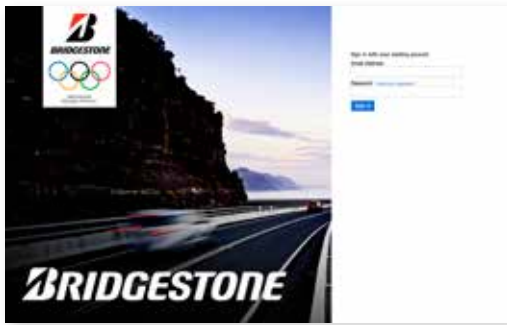 BRIDGESTONE
BRIDGESTONE
Sign in with your existing account
Email Address
Password
Sign in